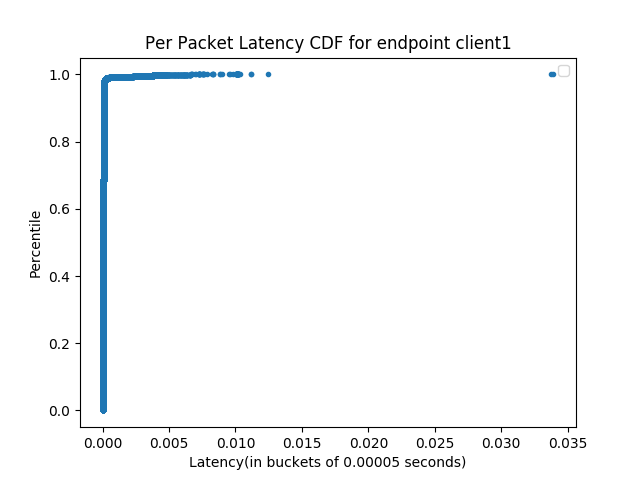 Per Packet Latency CDF for endpoint client1
1.0
0.8
0.6
0.4
0.2
0.0
Percentile
0.000 0.005 0.010 0.015 0.020 0.025 0.030 0.035
Latency(in buckets of 0.00005 seconds)